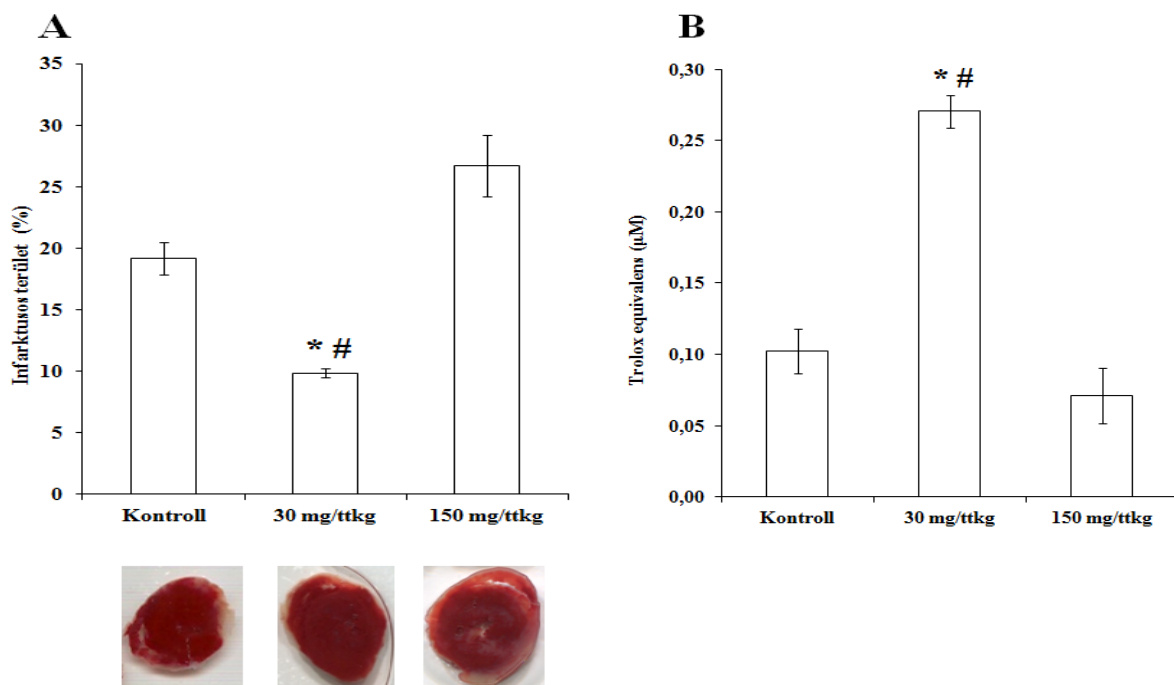 A
Infarktusos terület (%)
35
30
25
20
15
10
5
0
* #
Kontroll
30 mg/ttkg
150 mg/ttkg
B
Trolox equivalens (µM)
0,30
0,25
0,20
0,15
0,10
0,05
0,00
* #
Kontroll
30 mg/ttkg
150 mg/ttkg